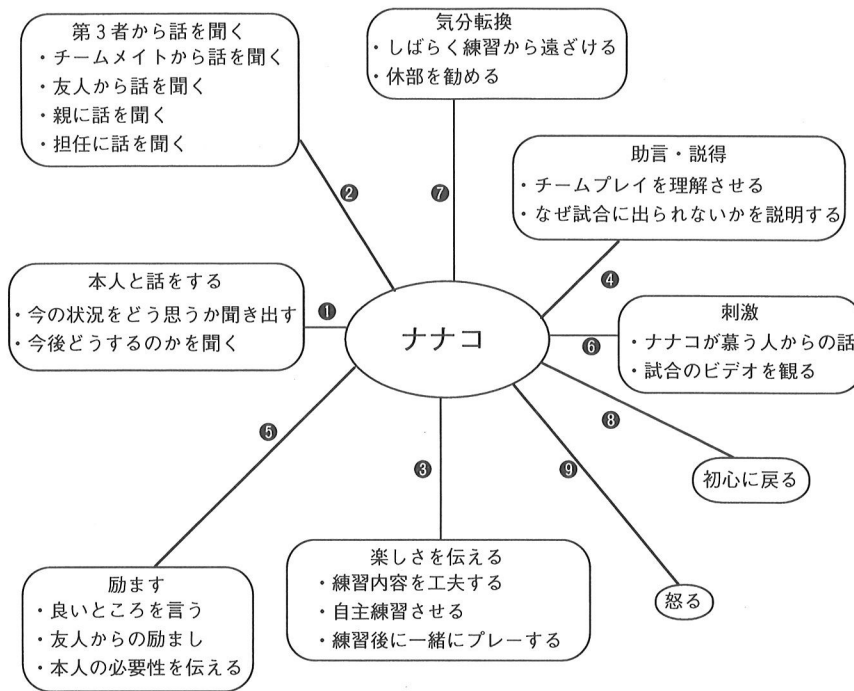 第3者から話を聞く
・チームメイトから話を聞く
・友人から話を聞く
・親に話を聞く
・担任に話を聞く
❷
気分転換
・しばらく練習から遠ざける
・休部を勧める
❼
助言・説得
・チームプレイを理解させる
・なぜ試合に出られないかを説明する
❹
本人と話をする
・今の状況をどう思うか聞き出す
・今後どうするのかを聞く
❶
ナナコ
刺激
・ナナコが慕う人からの話
・試合のビデオを観る
❻
❽
初心に戻る
❺
励ます
・良いところを言う
・友人からの励まし
・本人の必要性を伝える
❸
楽しさを伝える
・練習内容を工夫する
・自主練習させる
・練習後に一緒にプレーする
❾
怒る